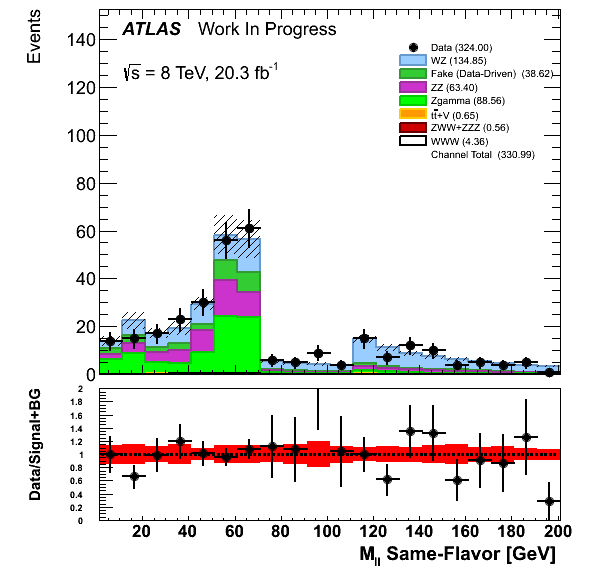 ATLAS Work In Progress
√s = 8 TeV, 20.3 fb-1
Data (324.00)
WZ (134.85)
Fake (Data-Driven) (38.62)
ZZ (63.40)
Zgamma (88.56)
tt+V (0.65)
ZWW+ZZZ (0.56)
WWW (4.36)
Channel Total (330.99)
Events
140
120
100
80
60
40
20
0
Data/Signal+BG
2
1.8
1.6
1.4
1.2
1
0.8
0.6
0.4
0.2
0
20 40 60 80 100 120 140 160 180 200
Mll Same-Flavor [GeV]